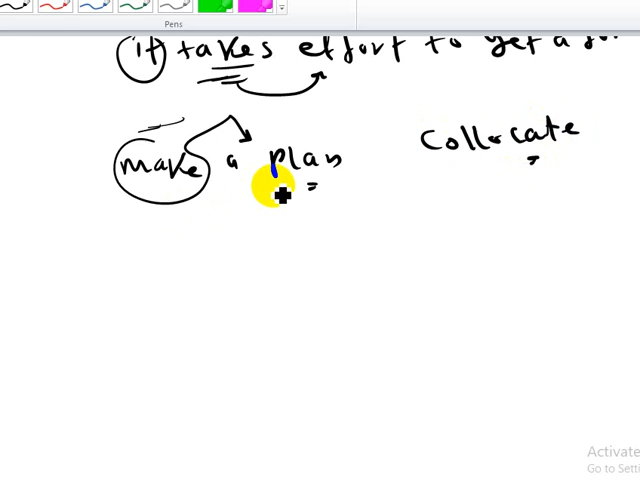 Pens
it takes effort to get a
make a plan
Collocate
Activate
Go to Setti